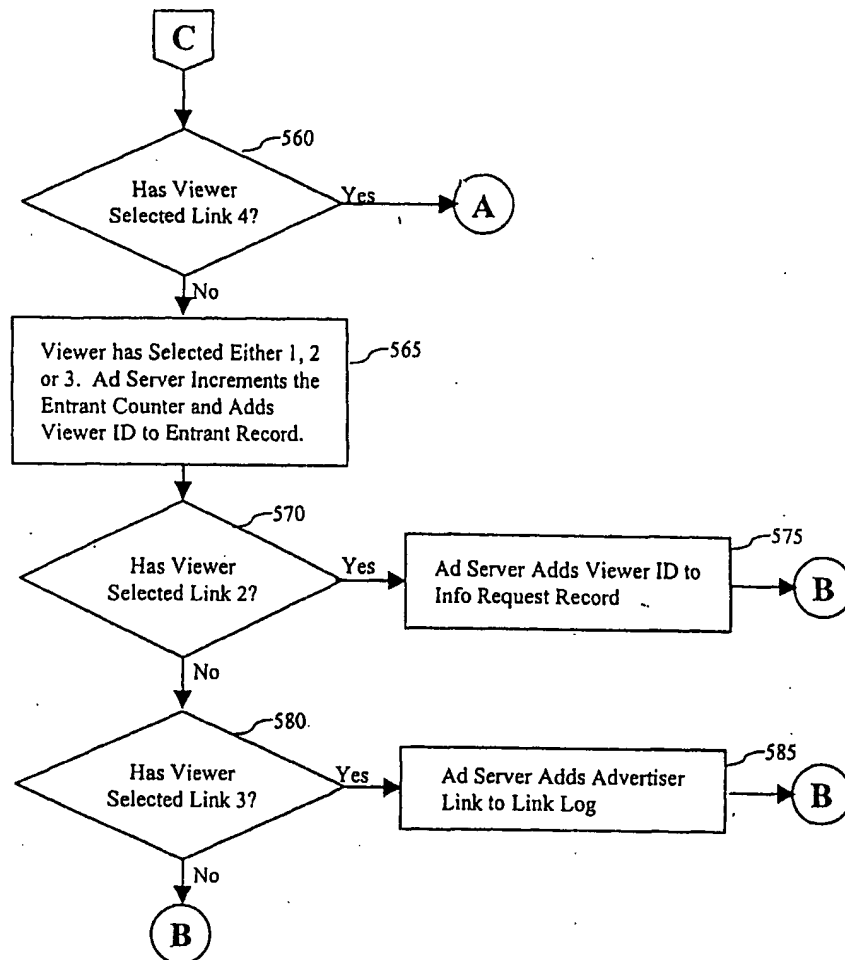 C
560
Has Viewer
Selected Link 4?
Yes
A
No
565
Viewer has Selected Either 1, 2
or 3. Ad Server Increments the
Entrant Counter and Adds
Viewer ID to Entrant Record.
570
Has Viewer
Selected Link 2?
Yes
575
Ad Server Adds Viewer ID to
Info Request Record
B
No
580
Has Viewer
Selected Link 3?
Yes
585
Ad Server Adds Advertiser
Link to Link Log
B
No
B